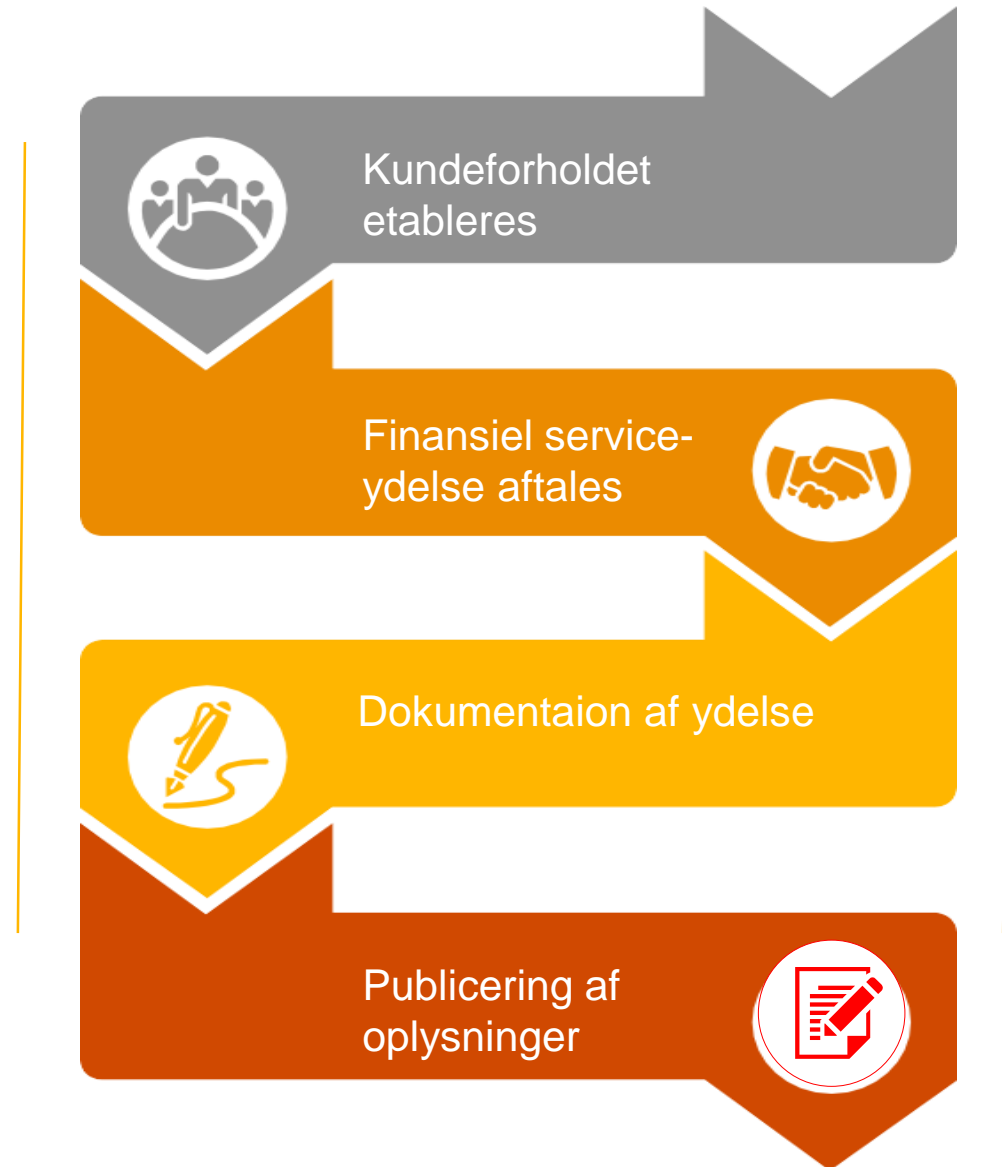 Kundeforholdet
etableres
Finansiel service-
ydelse aftales
Dokumentaion af ydelse
Publicering af
oplysninger